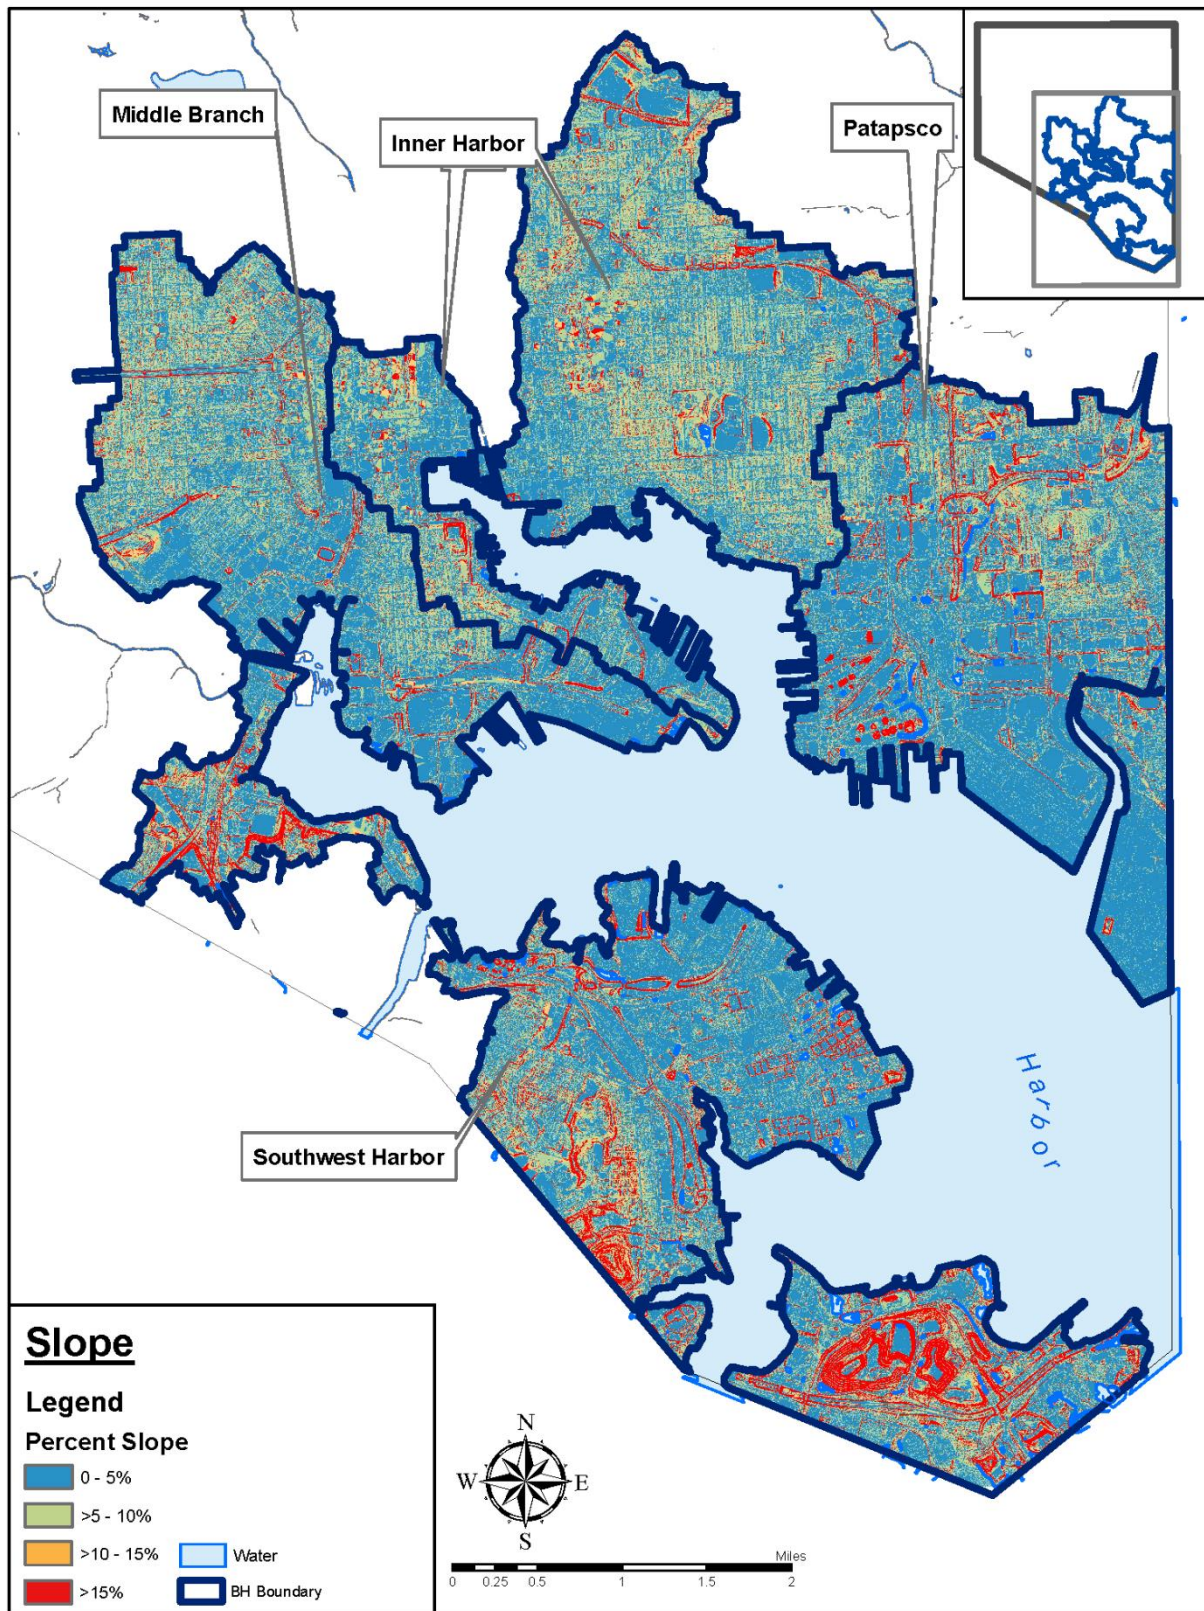 Middle Branch
Inner Harbor
Patapsco
Harbor
Southwest Harbor
Slope
Legend
Percent Slope
0 - 5%
>5 - 10%
>10 - 15%
>15%
Water
BH Boundary
N
W E
S
Miles
0 0.25 0.5 1 1.5 2